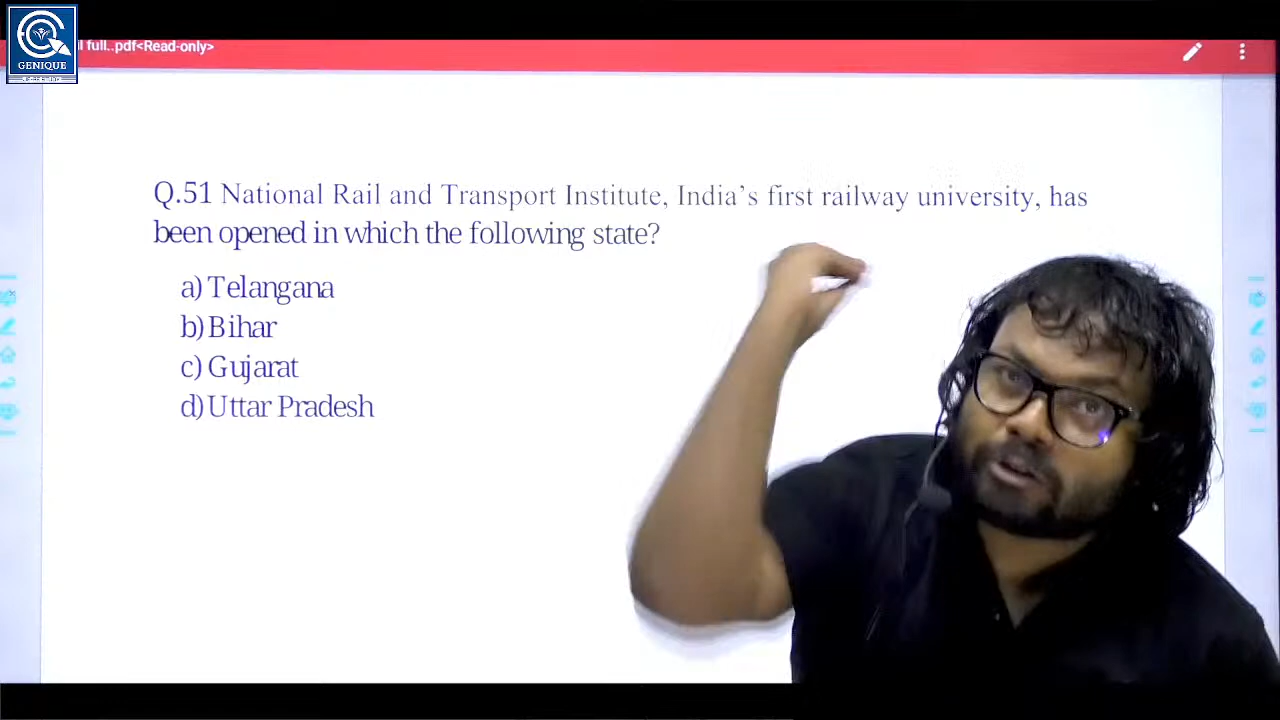 GENIQUE
full..pdf<Read-only>
Q.51 National Rail and Transport Institute, India's first railway university, has
been opened in which the following state?
a) Telangana
b) Bihar
c) Gujarat
d) Uttar Pradesh